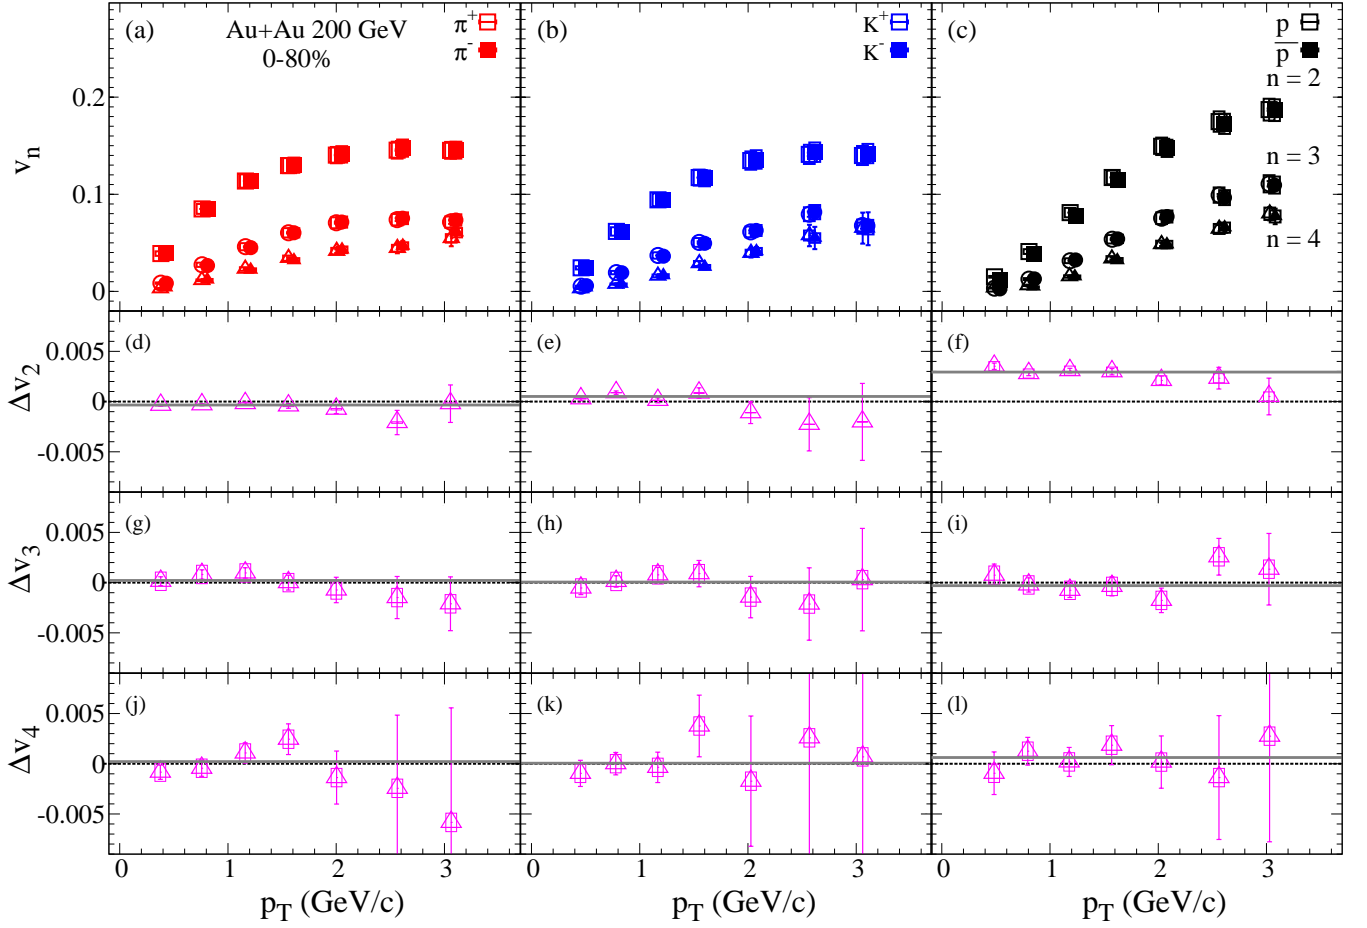 (a) Au+Au 200 GeV π+
0-80% π-
(b) K+
K-
(c) p
p̅
n = 2
n = 3
n = 4
0.2
0.1
0
vn
(d) (e) (f)
0.005
0
-0.005
Δv2
(g) (h) (i)
0.005
0
-0.005
Δv3
(j) (k) (l)
0.005
0
-0.005
Δv4
0 1 2 3 0 1 2 3 0 1 2 3
pT (GeV/c) pT (GeV/c) pT (GeV/c)